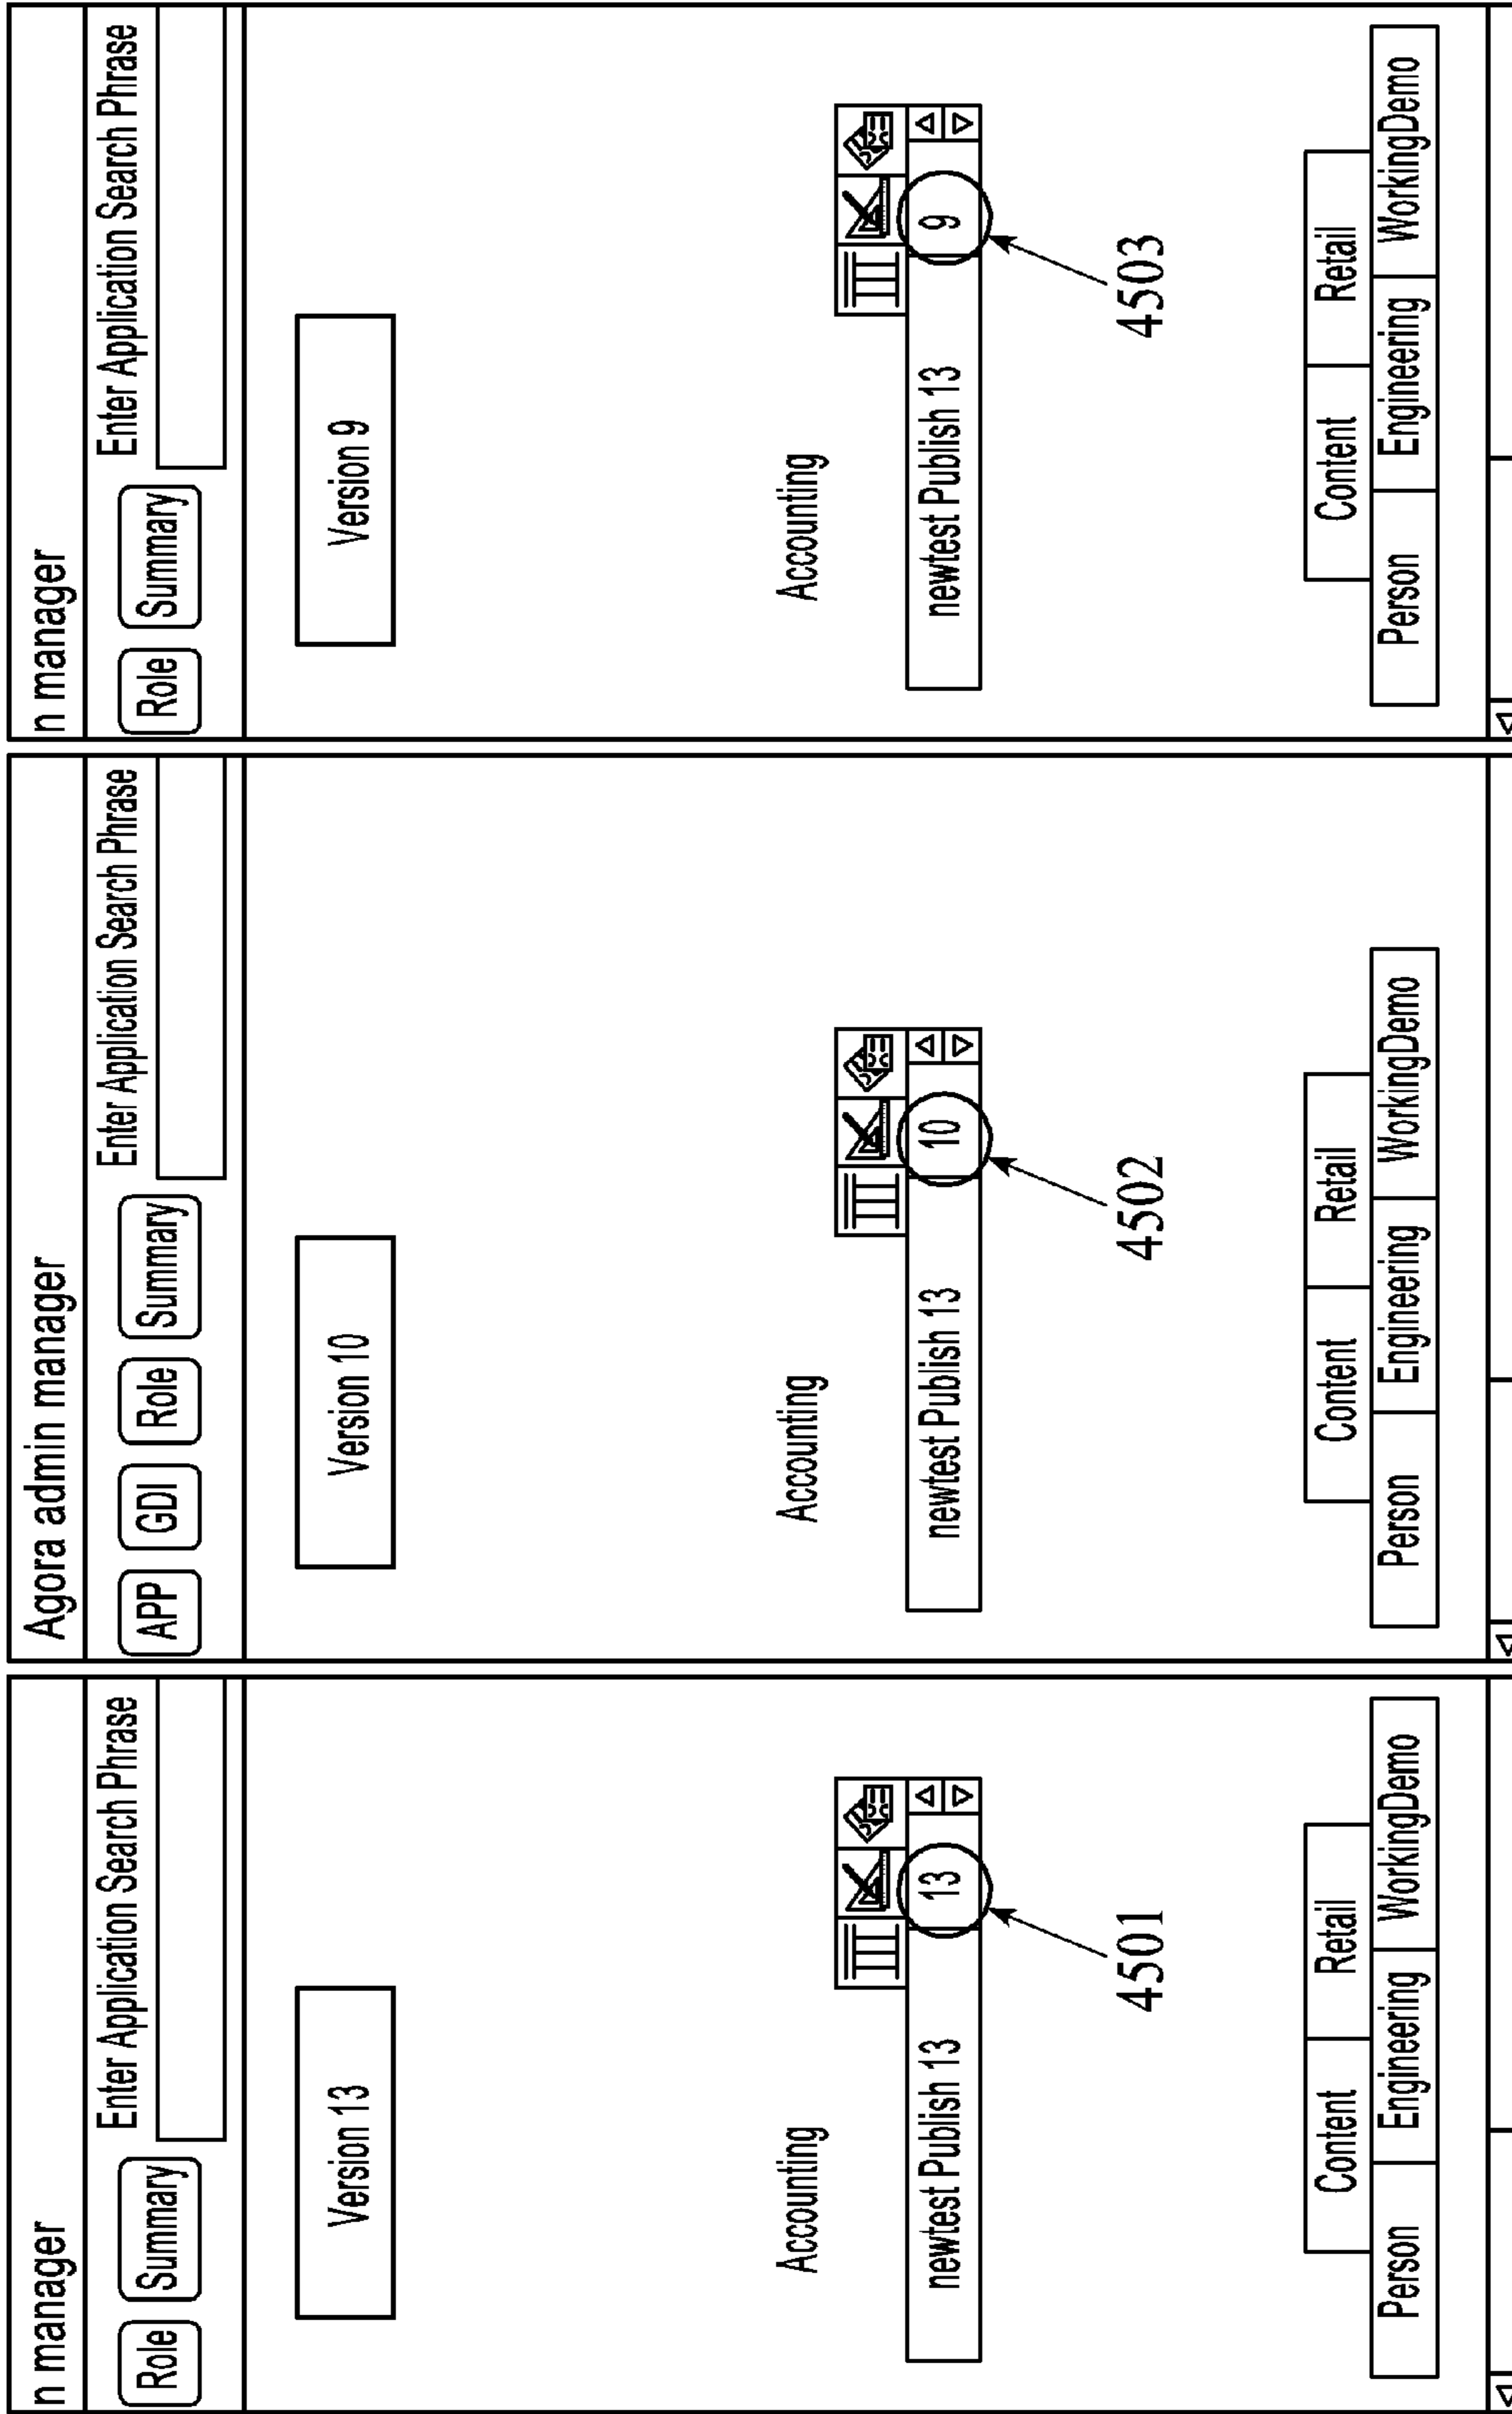 n manager
Role Summary Enter Application Search Phrase
Version 13
Accounting
newtest Publish 13 13
4501
Content Retail
Person Engineering WorkingDemo
Agora admin manager
APP GDI Role Summary Enter Application Search Phrase
Version 10
Accounting
newtest Publish 13 10
4502
Content Retail
Person Engineering WorkingDemo
n manager
Role Summary Enter Application Search Phrase
Version 9
Accounting
newtest Publish 13 9
4503
Content Retail
Person Engineering WorkingDemo